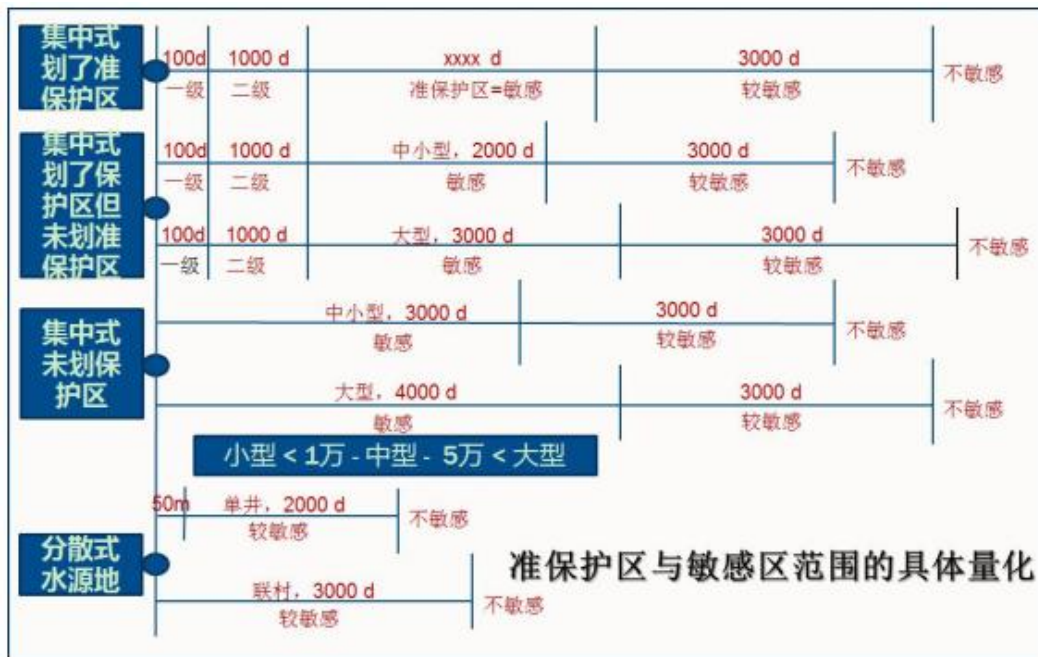 集中式
划了准
保护区
100d
1000 d
xxxx d
3000 d
不敏感
一级
二级
准保护区=敏感
较敏感
集中式
划了保
护区但
未划准
保护区
100d
1000 d
中小型，2000 d
3000 d
不敏感
一级
二级
敏感
较敏感
100d
1000 d
大型，3000 d
3000 d
不敏感
一级
二级
敏感
较敏感
集中式
未划保
护区
中小型，3000 d
3000 d
不敏感
敏感
较敏感
大型，4000 d
3000 d
不敏感
敏感
较敏感
小型 < 1万 - 中型 - 5万 < 大型
50m
单井，2000 d
不敏感
较敏感
分散式
水源地
准保护区与敏感区范围的具体量化
联村，3000 d
不敏感
较敏感